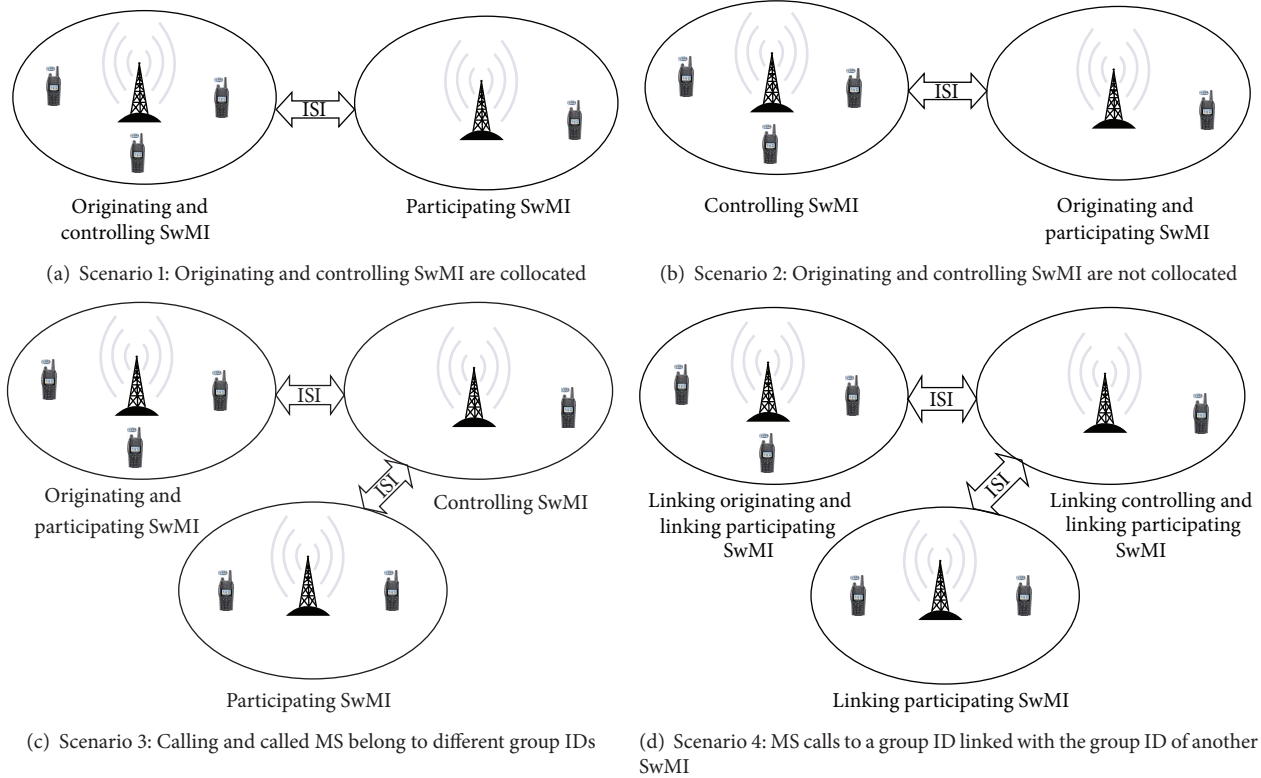 ISI
Originating and
controlling SwMI
Participating SwMI
(a) Scenario 1: Originating and controlling SwMI are collocated
ISI
Controlling SwMI
Originating and
participating SwMI
(b) Scenario 2: Originating and controlling SwMI are not collocated
ISI
ISI
Originating and
participating SwMI
Controlling SwMI
Participating SwMI
(c) Scenario 3: Calling and called MS belong to different group IDs
ISI
ISI
Linking originating and
linking participating
SwMI
Linking controlling and
linking participating
SwMI
Linking participating SwMI
(d) Scenario 4: MS calls to a group ID linked with the group ID of another
SwMI